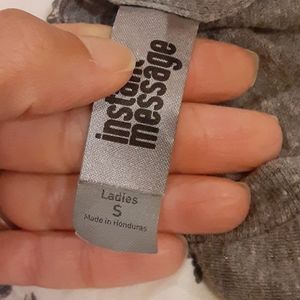 instant
message
Ladies
S
Made in Honduras